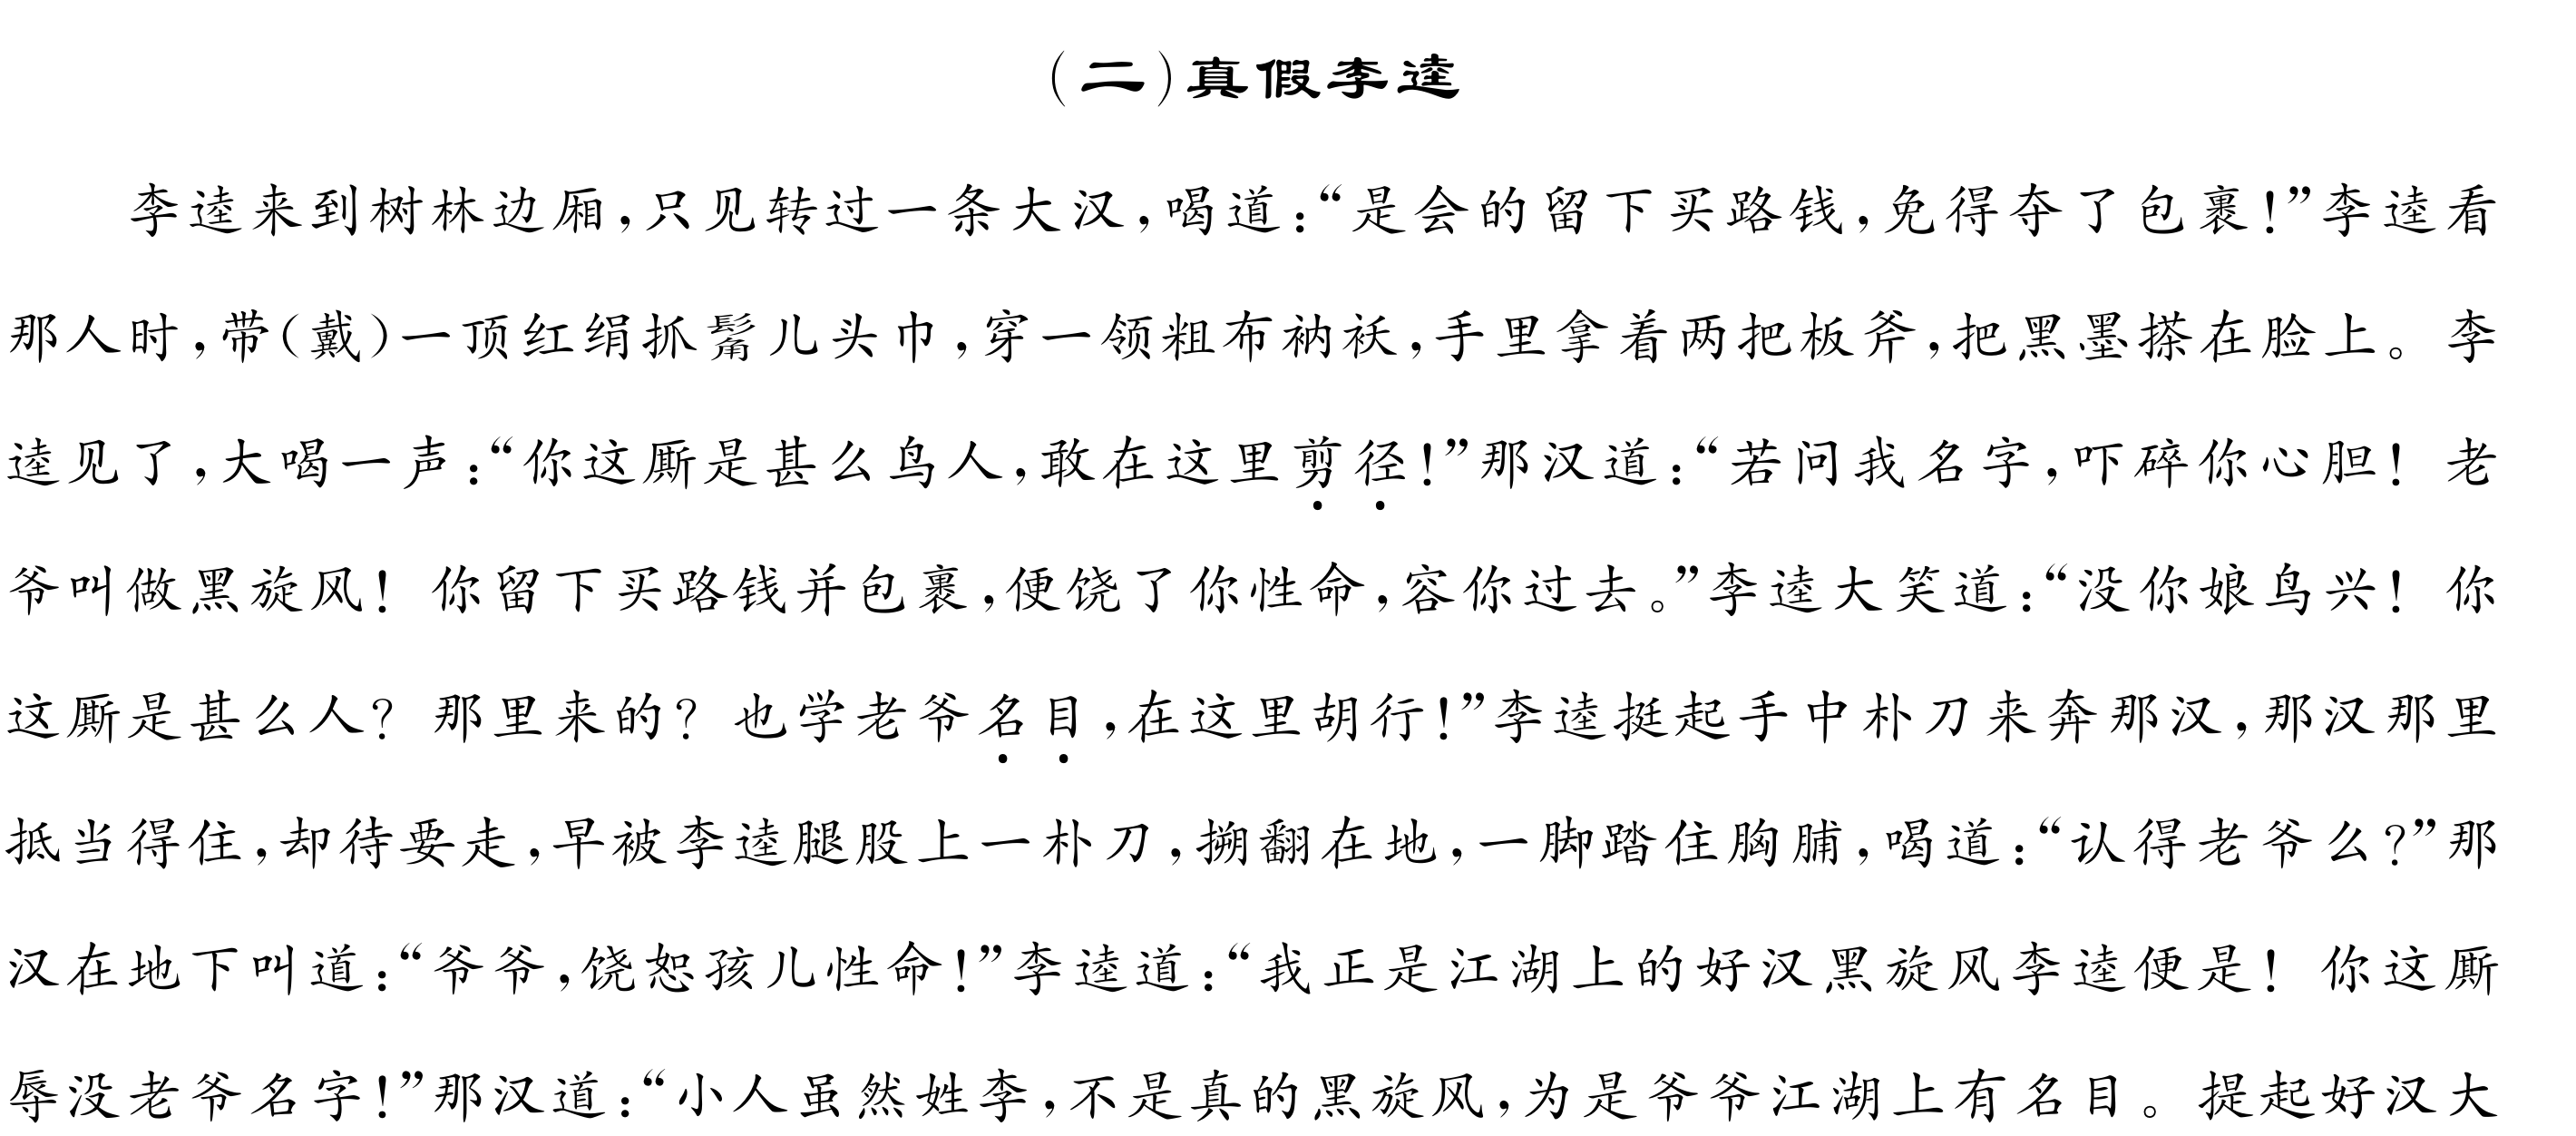 (二)真假李逵
李逵来到树林边厢,只见转过一条大汉,喝道:“是会的留下买路钱,免得夺了包裹!”李逵看
那人时,带(戴)一顶红绢抓鬅儿头巾,穿一领粗布衲袄,手里拿着两把板斧,把黑墨搽在脸上。李
逵见了,大喝一声:“你这厮是甚么鸟人,敢在这里剪径!”那汉道:“若问我名字,吓碎你心胆!老
爷叫做黑旋风!你留下买路钱并包裹,便饶了你性命,容你过去。”李逵大笑道:“没你娘鸟兴!你
这厮是甚么人?那里来的?也学老爷名目,在这里胡行!”李逵挺起手中朴刀来奔那汉,那汉那里
抵当得住,却待要走,早被李逵腿股上一朴刀,搠翻在地,一脚踏住胸脯,喝道:“认得老爷么?”那
汉在地下叫道:“爷爷,饶恕孩儿性命!”李逵道:“我正是江湖上的好汉黑旋风李逵便是!你这厮
辱没老爷名字!”那汉道:“小人虽然姓李,不是真的黑旋风,为是爷爷江湖上有名目。提起好汉大